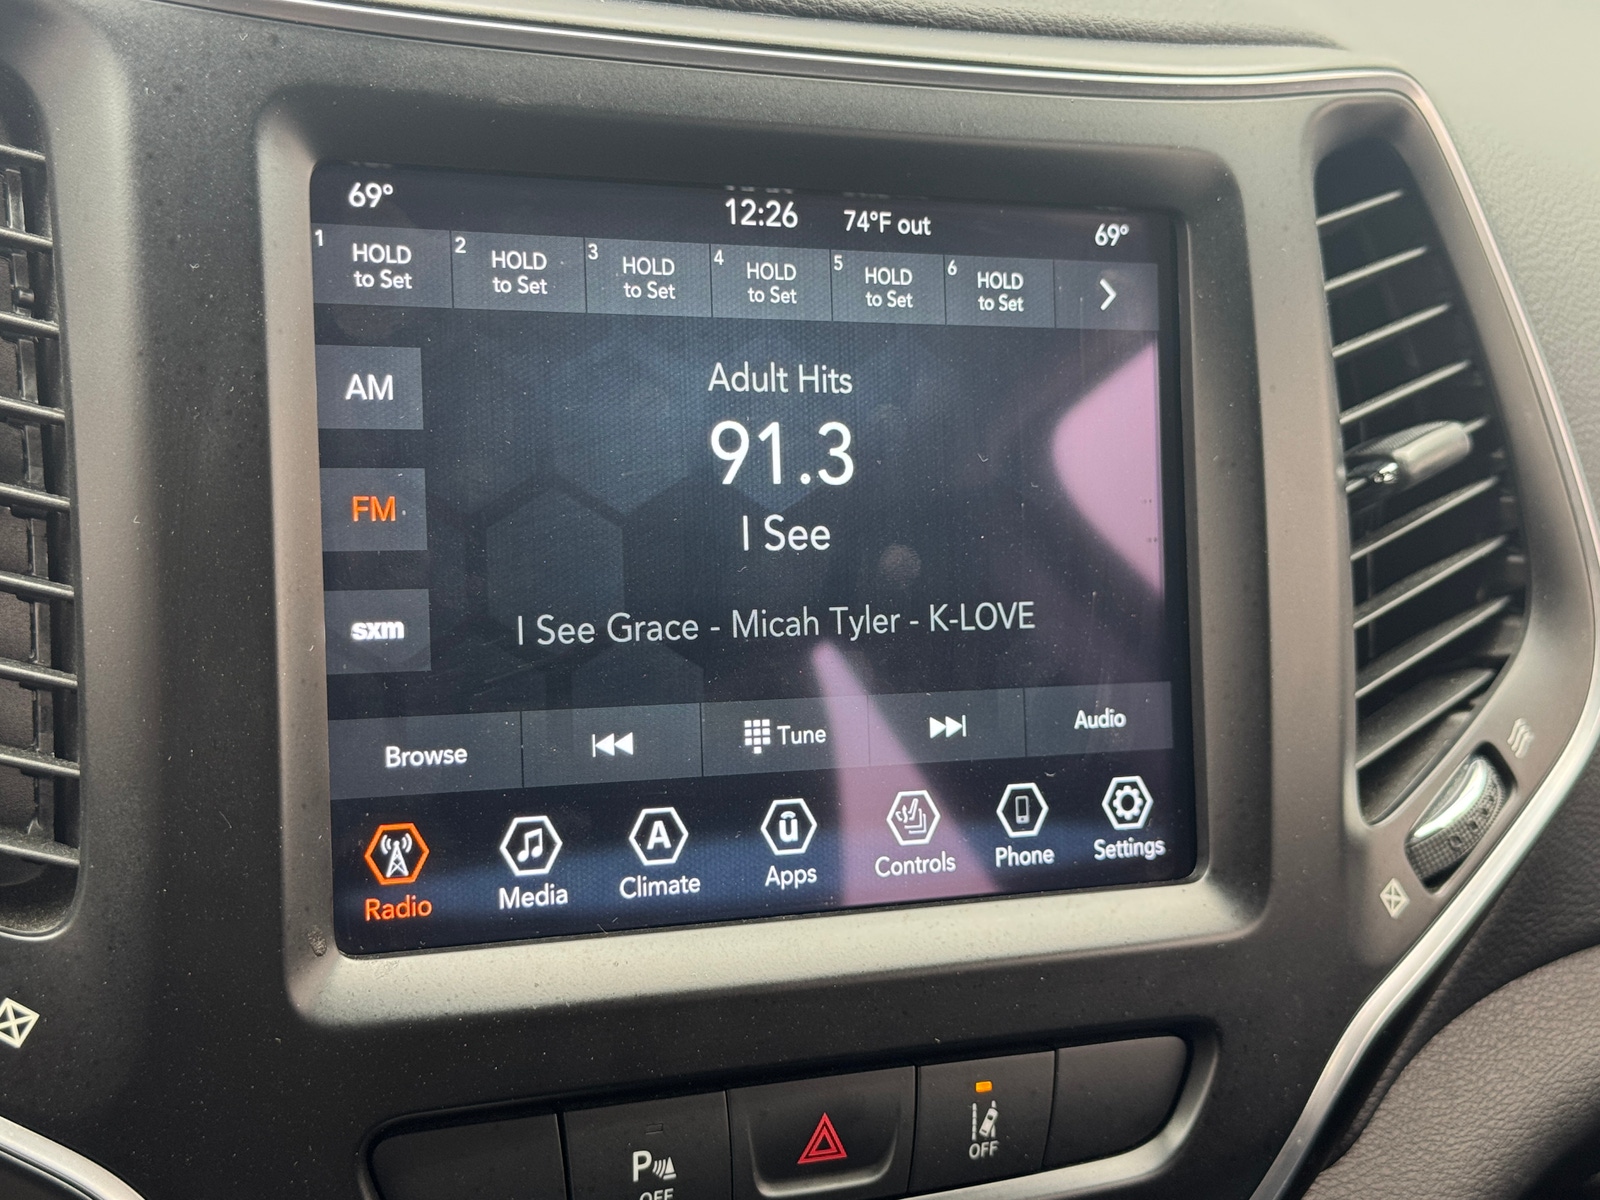 69°
12:26
74°F out
69°
1 HOLD to Set
2 HOLD to Set
3 HOLD to Set
4 HOLD to Set
5 HOLD to Set
6 HOLD to Set
AM
FM
sxm
Adult Hits
91.3
I See
I See Grace - Micah Tyler - K-LOVE
Browse
Tune
Audio
Radio
Media
A
Climate
u
Apps
Controls
Phone
Settings
P
OFF
OFF